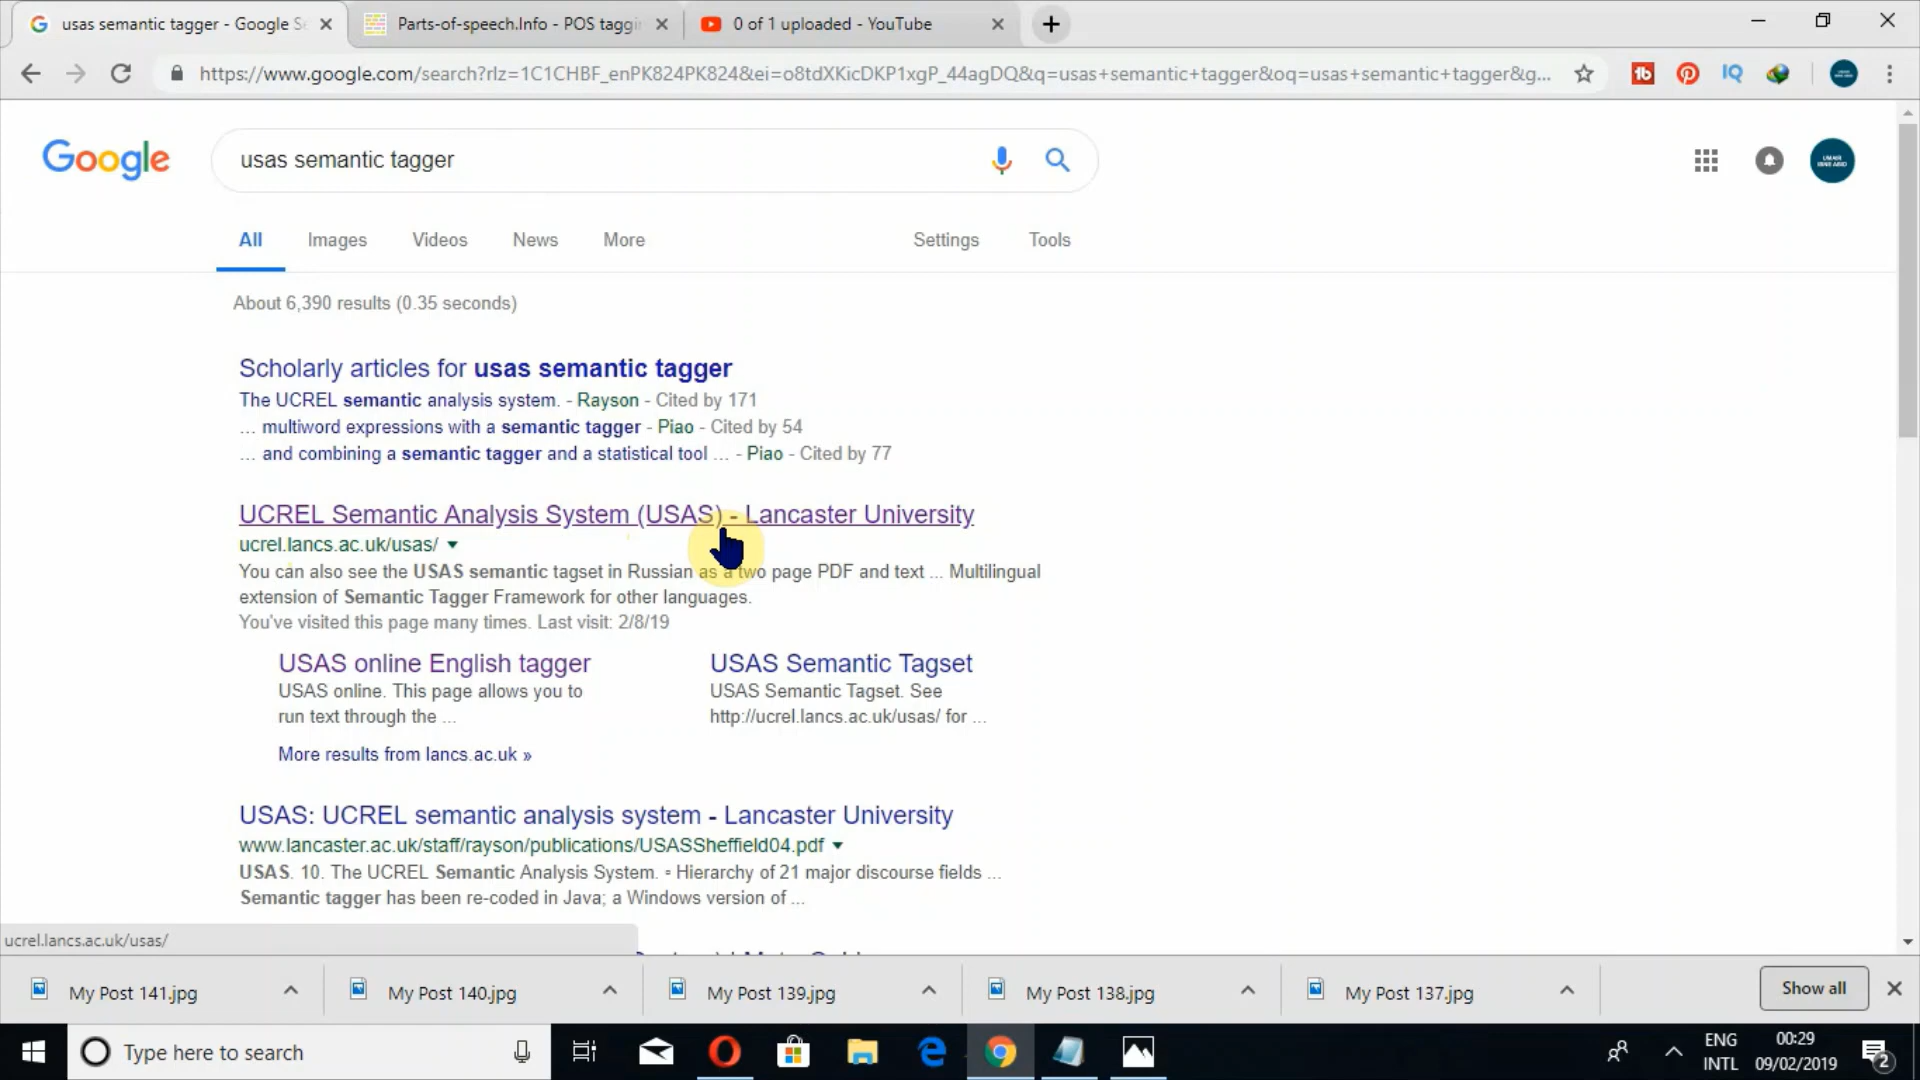 usas semantic tagger - Google Se
Parts-of-speech.Info - POS taggin
0 of 1 uploaded - YouTube
https://www.google.com/search?rlz=1C1CHBF_enPK824PK824&ei=o8tdXKicDKP1xgP_44agDQ&q=usas+semantic+tagger&oq=usas+semantic+tagger&g...
Google
usas semantic tagger
All
Images
Videos
News
More
Settings
Tools
About 6,390 results (0.35 seconds)
Scholarly articles for usas semantic tagger
The UCREL semantic analysis system. - Rayson - Cited by 171
... multiword expressions with a semantic tagger - Piao - Cited by 54
... and combining a semantic tagger and a statistical tool ... - Piao - Cited by 77
UCREL Semantic Analysis System (USAS) - Lancaster University
ucrel.lancs.ac.uk/usas/
You can also see the USAS semantic tagset in Russian as a two page PDF and text ... Multilingual
extension of Semantic Tagger Framework for other languages.
You've visited this page many times. Last visit: 2/8/19
USAS online English tagger
USAS online. This page allows you to
run text through the ...
USAS Semantic Tagset
USAS Semantic Tagset. See
http://ucrel.lancs.ac.uk/usas/ for ...
More results from lancs.ac.uk »
USAS: UCREL semantic analysis system - Lancaster University
www.lancaster.ac.uk/staff/rayson/publications/USASSheffield04.pdf
USAS. 10. The UCREL Semantic Analysis System. ◦ Hierarchy of 21 major discourse fields ...
Semantic tagger has been re-coded in Java; a Windows version of ...
ucrel.lancs.ac.uk/usas/
My Post 141.jpg
My Post 140.jpg
My Post 139.jpg
My Post 138.jpg
My Post 137.jpg
Show all
Type here to search
ENG
INTL
00:29
09/02/2019
2